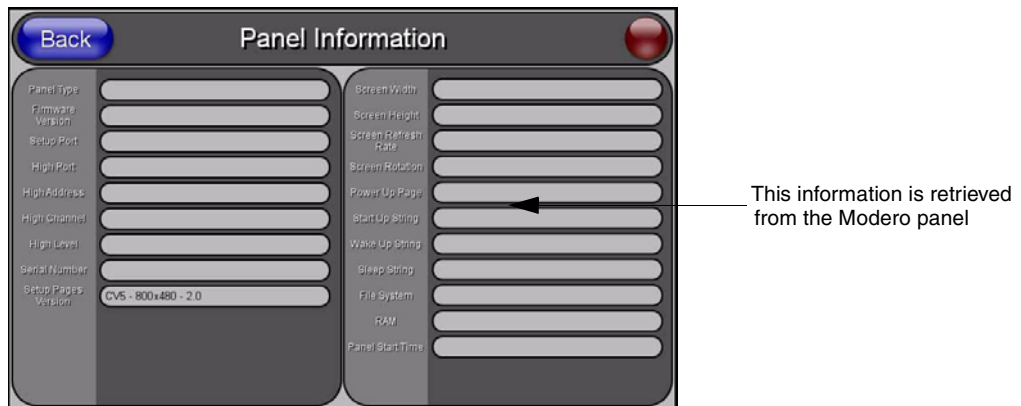 Back
Panel Information
Panel Type
Firmware
Version
Setup Port
High Port
High Address
High Channel
High Level
Serial Number
Setup Pages
Version
CV5 - 800x480 - 2.0
Screen Width
Screen Height
Screen Refresh
Rate
Screen Rotation
Power Up Page
Start Up String
Wake Up String
Sleep String
File System
RAM
Panel Start Time
This information is retrieved
from the Modero panel